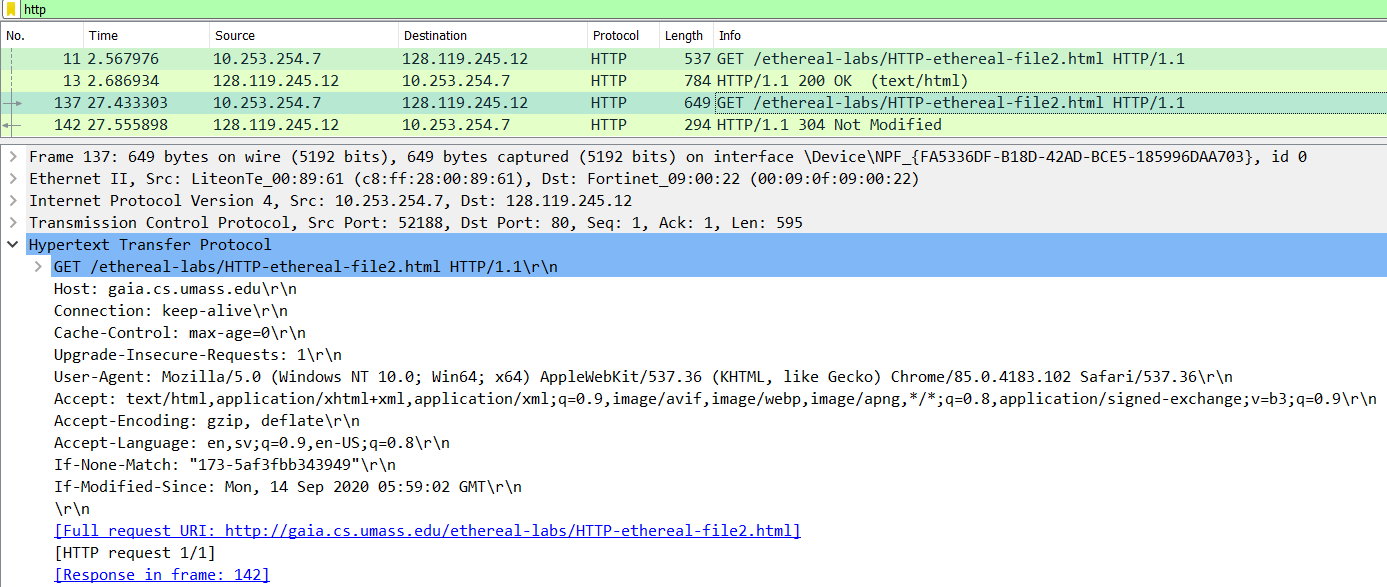 http
No. Time Source Destination Protocol Length Info
11 2.567976 10.253.254.7 128.119.245.12 HTTP 537 GET /ethereal-labs/HTTP-ethereal-file2.html HTTP/1.1
13 2.686934 128.119.245.12 10.253.254.7 HTTP 784 HTTP/1.1 200 OK  (text/html)
137 27.433303 10.253.254.7 128.119.245.12 HTTP 649 GET /ethereal-labs/HTTP-ethereal-file2.html HTTP/1.1
142 27.555898 128.119.245.12 10.253.254.7 HTTP 294 HTTP/1.1 304 Not Modified
Frame 137: 649 bytes on wire (5192 bits), 649 bytes captured (5192 bits) on interface \Device\NPF_{FA5336DF-B18D-42AD-BCE5-185996DAA703}, id 0
Ethernet II, Src: LiteonTe_00:89:61 (c8:ff:28:00:89:61), Dst: Fortinet_09:00:22 (00:09:0f:09:00:22)
Internet Protocol Version 4, Src: 10.253.254.7, Dst: 128.119.245.12
Transmission Control Protocol, Src Port: 52188, Dst Port: 80, Seq: 1, Ack: 1, Len: 595
Hypertext Transfer Protocol
GET /ethereal-labs/HTTP-ethereal-file2.html HTTP/1.1\r\n
Host: gaia.cs.umass.edu\r\n
Connection: keep-alive\r\n
Cache-Control: max-age=0\r\n
Upgrade-Insecure-Requests: 1\r\n
User-Agent: Mozilla/5.0 (Windows NT 10.0; Win64; x64) AppleWebKit/537.36 (KHTML, like Gecko) Chrome/85.0.4183.102 Safari/537.36\r\n
Accept: text/html,application/xhtml+xml,application/xml;q=0.9,image/avif,image/webp,image/apng,*/*;q=0.8,application/signed-exchange;v=b3;q=0.9\r\n
Accept-Encoding: gzip, deflate\r\n
Accept-Language: en,sv;q=0.9,en-US;q=0.8\r\n
If-None-Match: "173-5af3fbb343949"\r\n
If-Modified-Since: Mon, 14 Sep 2020 05:59:02 GMT\r\n
\r\n
[Full request URI: http://gaia.cs.umass.edu/ethereal-labs/HTTP-ethereal-file2.html]
[HTTP request 1/1]
[Response in frame: 142]